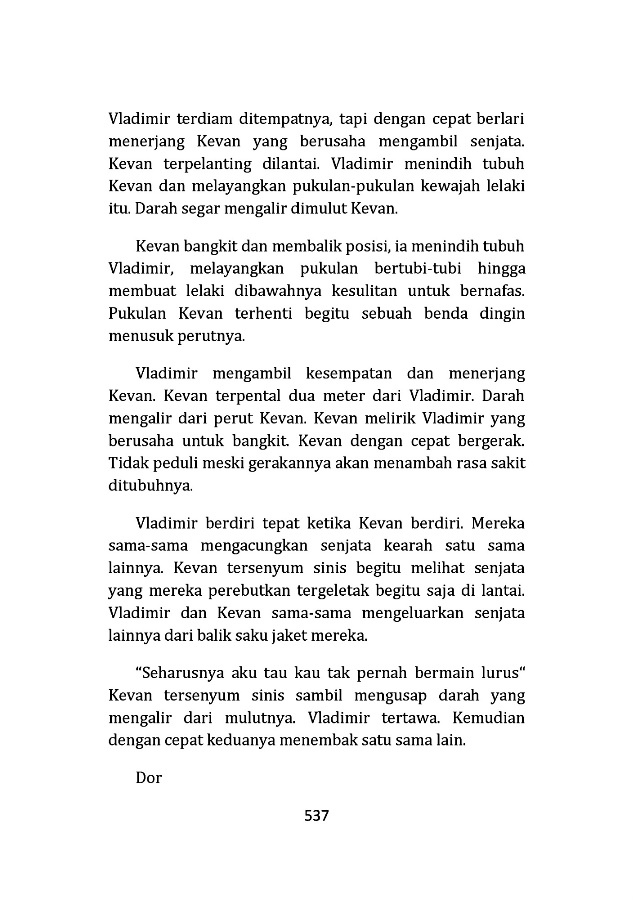 Vladimir terdiam ditempatnya, tapi dengan cepat berlari
menerjang Kevan yang berusaha mengambil senjata.
Kevan terpelanting dilantai. Vladimir menindih tubuh
Kevan dan melayangkan pukulan-pukulan kewajah lelaki
itu. Darah segar mengalir dimulut Kevan.
Kevan bangkit dan membalik posisi, ia menindih tubuh
Vladimir, melayangkan pukulan bertubi-tubi hingga
membuat lelaki dibawahnya kesulitan untuk bernafas.
Pukulan Kevan terhenti begitu sebuah benda dingin
menusuk perutnya.
Vladimir mengambil kesempatan dan menerjang
Kevan. Kevan terpental dua meter dari Vladimir. Darah
mengalir dari perut Kevan. Kevan melirik Vladimir yang
berusaha untuk bangkit. Kevan dengan cepat bergerak.
Tidak peduli meski gerakannya akan menambah rasa sakit
ditubuhnya.
Vladimir berdiri tepat ketika Kevan berdiri. Mereka
sama-sama mengacungkan senjata kearah satu sama
lainnya. Kevan tersenyum sinis begitu melihat senjata
yang mereka perebutkan tergeletak begitu saja di lantai.
Vladimir dan Kevan sama-sama mengeluarkan senjata
lainnya dari balik saku jaket mereka.
“Seharusnya aku tau kau tak pernah bermain lurus“
Kevan tersenyum sinis sambil mengusap darah yang
mengalir dari mulutnya. Vladimir tertawa. Kemudian
dengan cepat keduanya menembak satu sama lain.
Dor
537